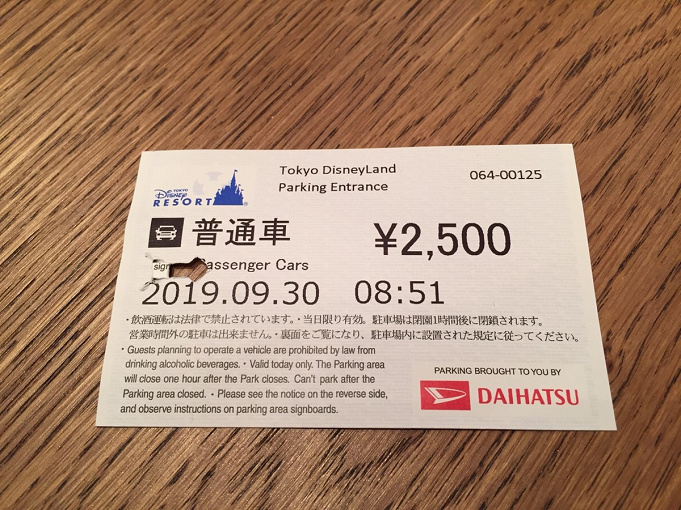 Tokyo DisneyLand
Parking Entrance
064-00125
TOKYO
Disney
RESORT
普通車
¥2,500
Passenger Cars
2019.09.30 08:51
・飲酒運転は法律で禁止されています。・当日限り有効。駐車場は閉園1時間後に閉鎖されます。
営業時間外の駐車は出来ません。・裏面をご覧になり、駐車場内に設置された規定に従ってください。
・Guests planning to operate a vehicle are prohibited by law from
drinking alcoholic beverages. ・Valid today only. The Parking area
will close one hour after the Park closes. Can't park after the
Parking area closed. ・Please see the notice on the reverse side,
and observe instructions on parking area signboards.
PARKING BROUGHT TO YOU BY
DAIHATSU